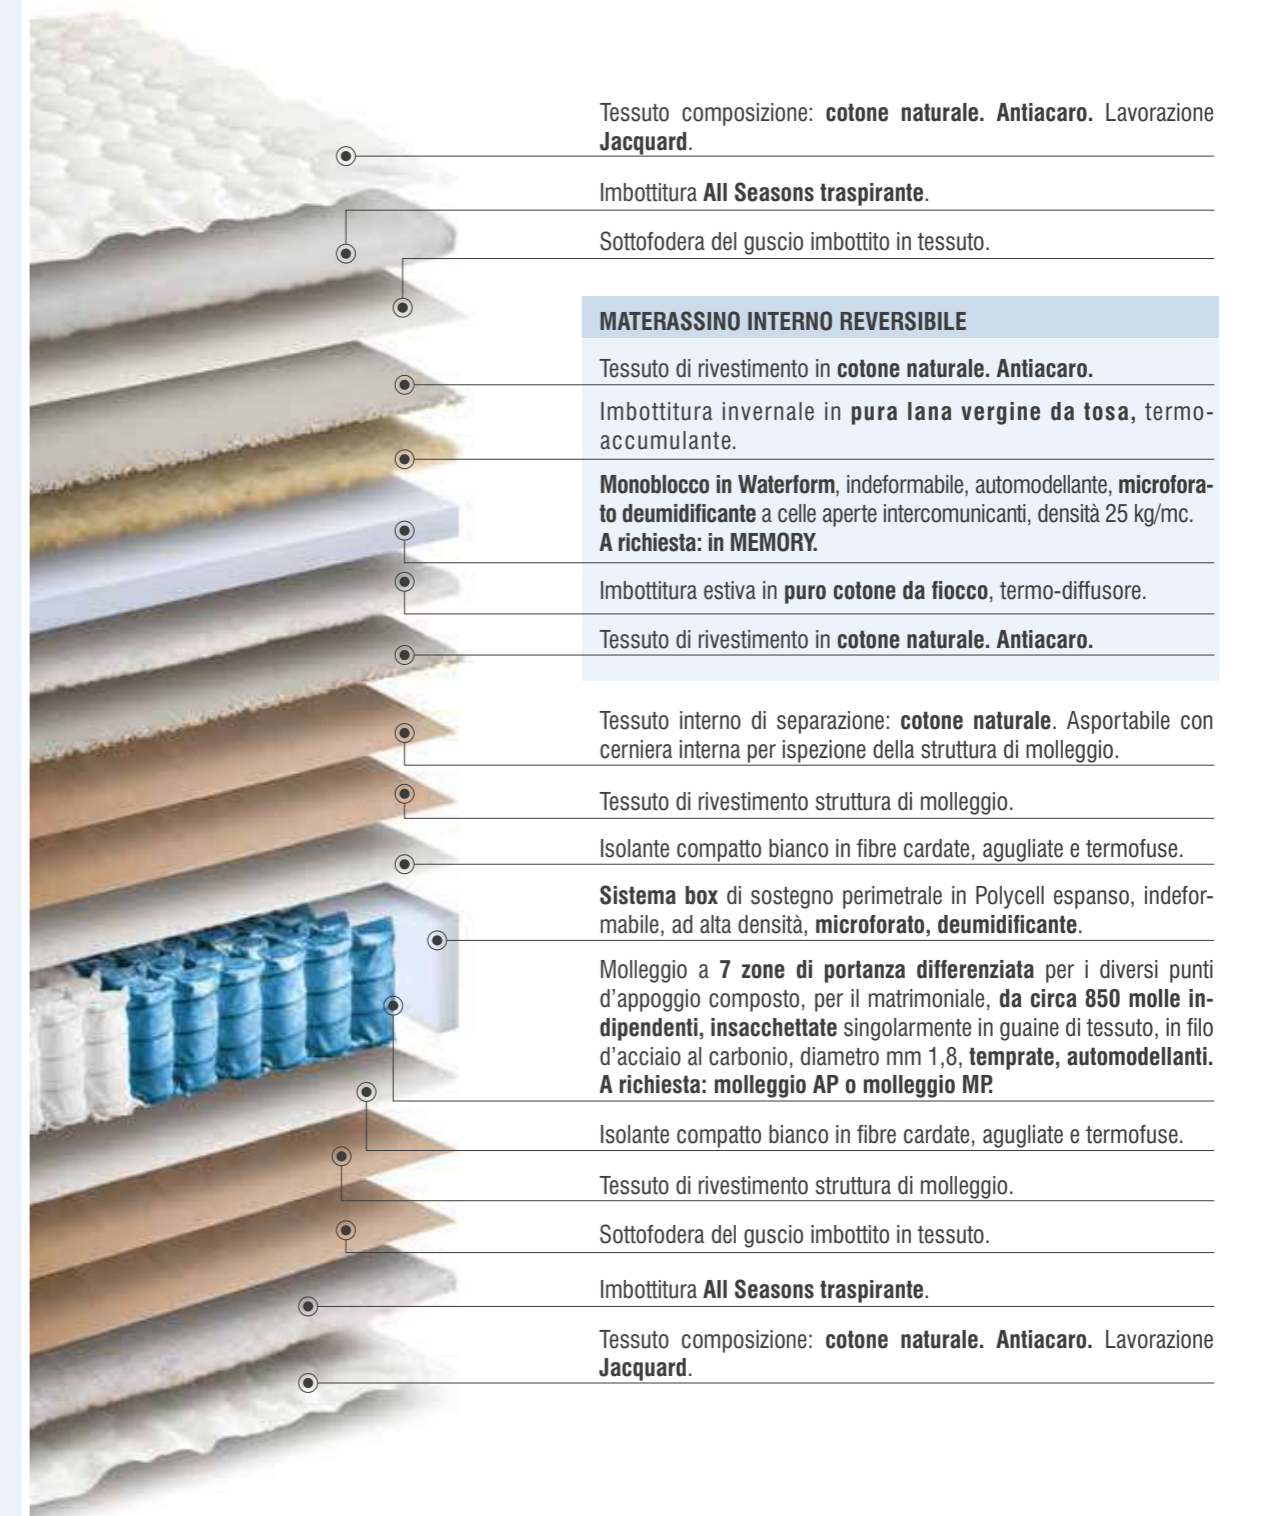 Tessuto composizione: cotone naturale. Antiacaro. Lavorazione
Jacquard.
Imbottitura All Seasons traspirante.
Sottofodera del guscio imbottito in tessuto.
MATERASSINO INTERNO REVERSIBILE
Tessuto di rivestimento in cotone naturale. Antiacaro.
Imbottitura invernale in pura lana vergine da tosa, termo-
accumulante.
Monoblocco in Waterform, indeformabile, automodellante, microfora-
to deumidificante a celle aperte intercomunicanti, densità 25 kg/mc.
A richiesta: in MEMORY.
Imbottitura estiva in puro cotone da fiocco, termo-diffusore.
Tessuto di rivestimento in cotone naturale. Antiacaro.
Tessuto interno di separazione: cotone naturale. Asportabile con
cerniera interna per ispezione della struttura di molleggio.
Tessuto di rivestimento struttura di molleggio.
Isolante compatto bianco in fibre cardate, agugliate e termofuse.
Sistema box di sostegno perimetrale in Polycell espanso, indefor-
mabile, ad alta densità, microforato, deumidificante.
Molleggio a 7 zone di portanza differenziata per i diversi punti
d'appoggio composto, per il matrimoniale, da circa 850 molle in-
dipendenti, insacchettate singolarmente in guaine di tessuto, in filo
d'acciaio al carbonio, diametro mm 1,8, temprate, automodellanti.
A richiesta: molleggio AP o molleggio MP.
Isolante compatto bianco in fibre cardate, agugliate e termofuse.
Tessuto di rivestimento struttura di molleggio.
Sottofodera del guscio imbottito in tessuto.
Imbottitura All Seasons traspirante.
Tessuto composizione: cotone naturale. Antiacaro. Lavorazione
Jacquard.